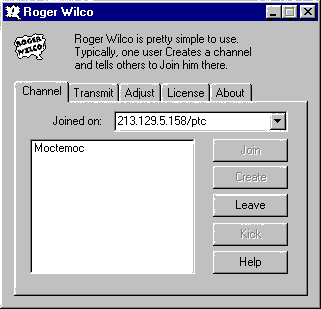 Roger Wilco
ROGER WILCO!
Roger Wilco is pretty simple to use.
Typically, one user Creates a channel
and tells others to Join him there.
Channel Transmit Adjust License About
Joined on: 213.129.5.158/ptc
Moctemoc
Join
Create
Leave
Kick
Help